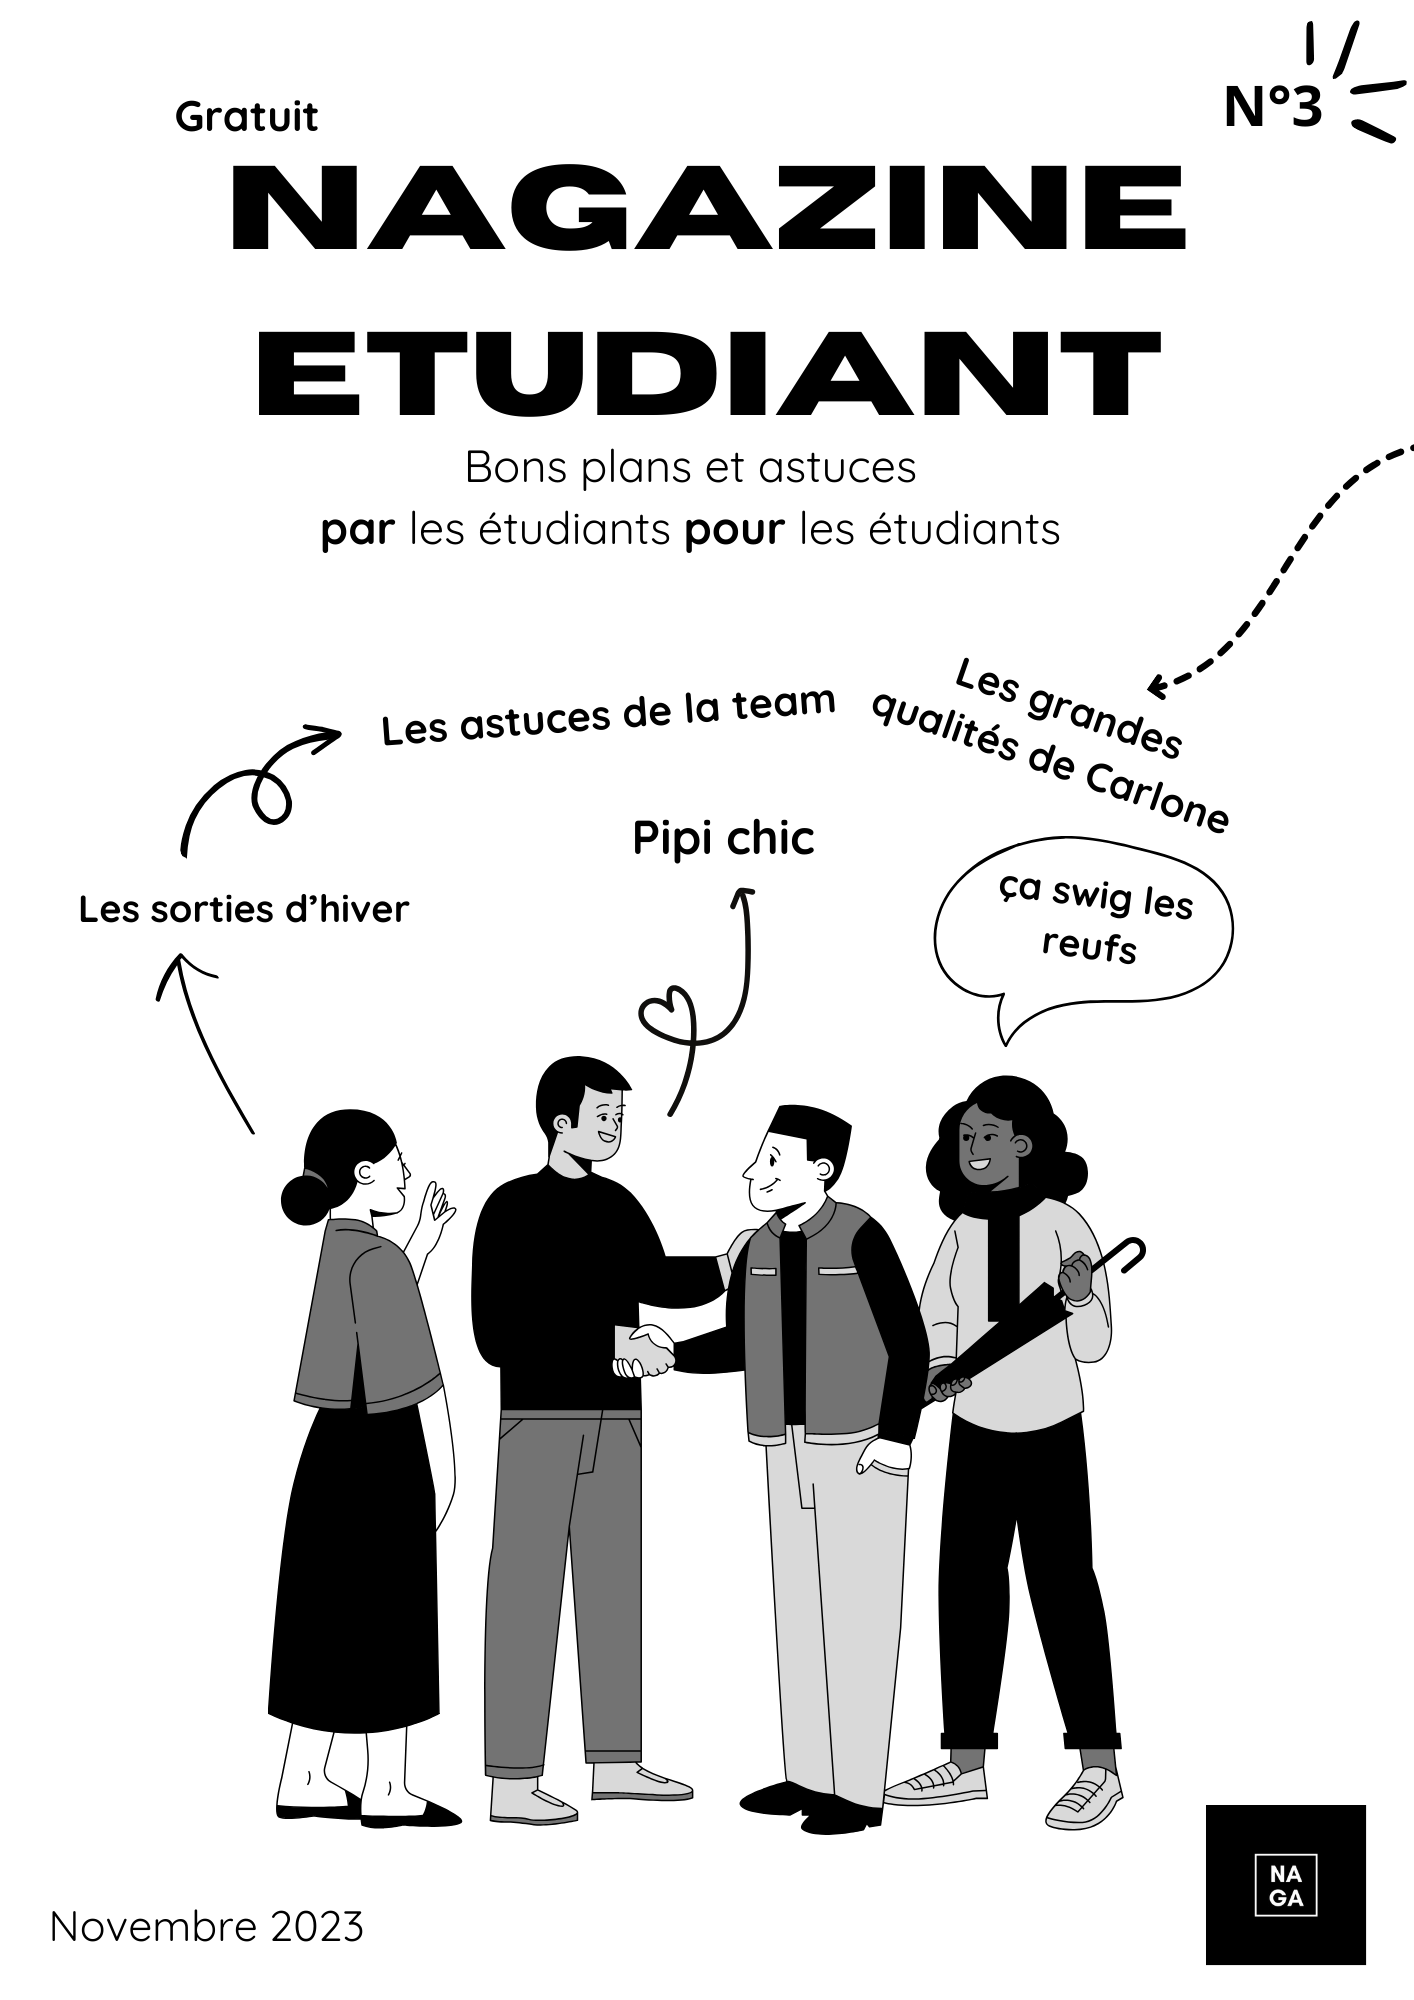 N°3
Gratuit
NAGAZINE
ETUDIANT
Bons plans et astuces
par les étudiants pour les étudiants
Les astuces de la team
Les grandes
qualités de Carlone
Pipi chic
Les sorties d’hiver
ça swig les
reufs
Novembre 2023
NA
GA